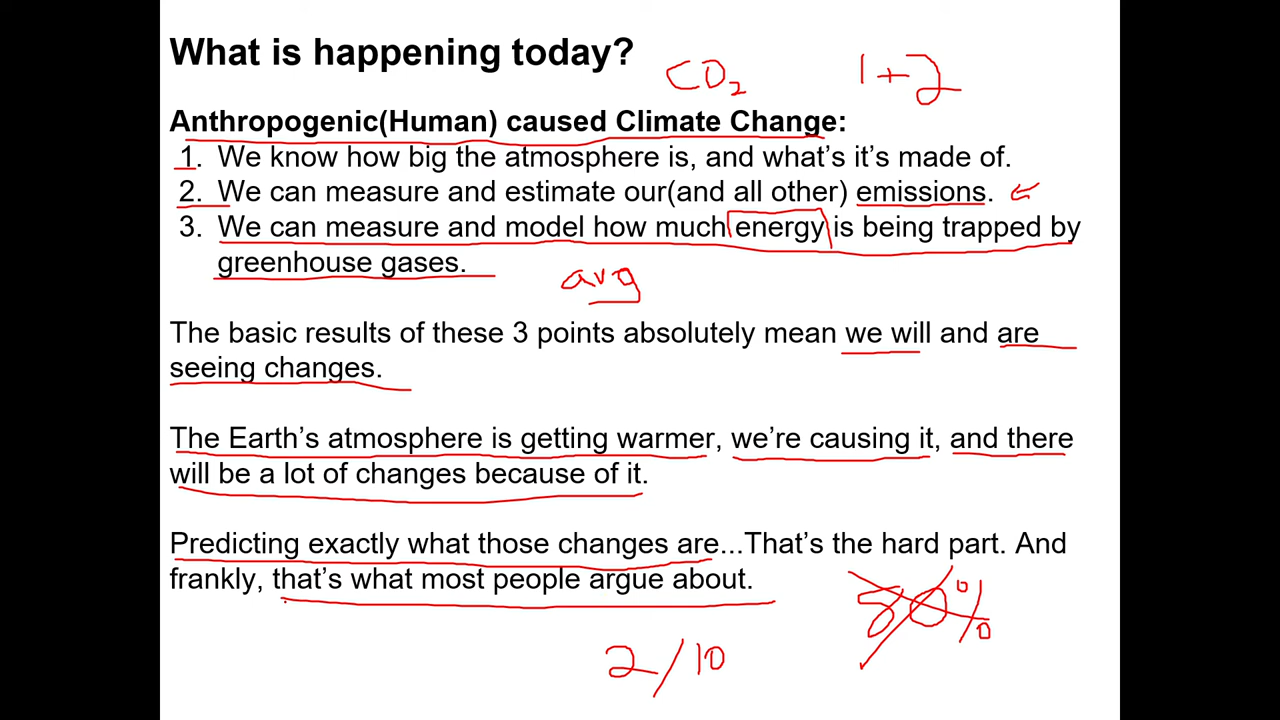 What is happening today?
CO2 1+2
Anthropogenic(Human) caused Climate Change:
1. We know how big the atmosphere is, and what's it's made of.
2. We can measure and estimate our(and all other) emissions. ←
3. We can measure and model how much energy is being trapped by
greenhouse gases.
avg
The basic results of these 3 points absolutely mean we will and are
seeing changes.
The Earth's atmosphere is getting warmer, we're causing it, and there
will be a lot of changes because of it.
Predicting exactly what those changes are...That's the hard part. And
frankly, that's what most people argue about.
50%
2/10